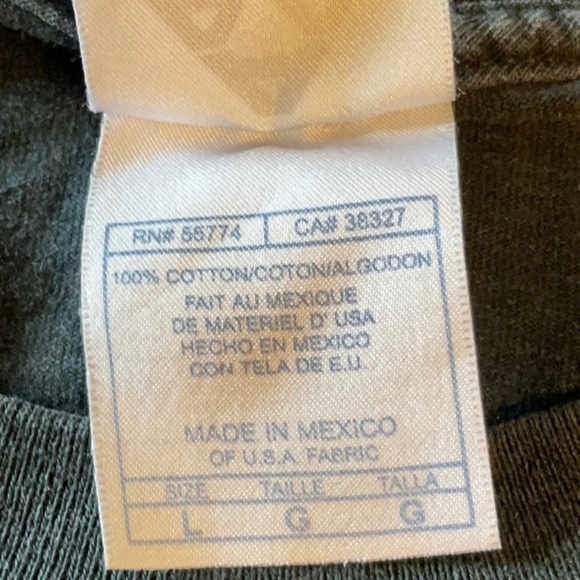 RN# 55774 CA# 38327
100% COTTON/COTON/ALGODON
FAIT AU MEXIQUE
DE MATERIEL D' USA
HECHO EN MEXICO
CON TELA DE E.U.
MADE IN MEXICO
OF U.S.A. FABRIC
SIZE TAILLE TALLA
L G G